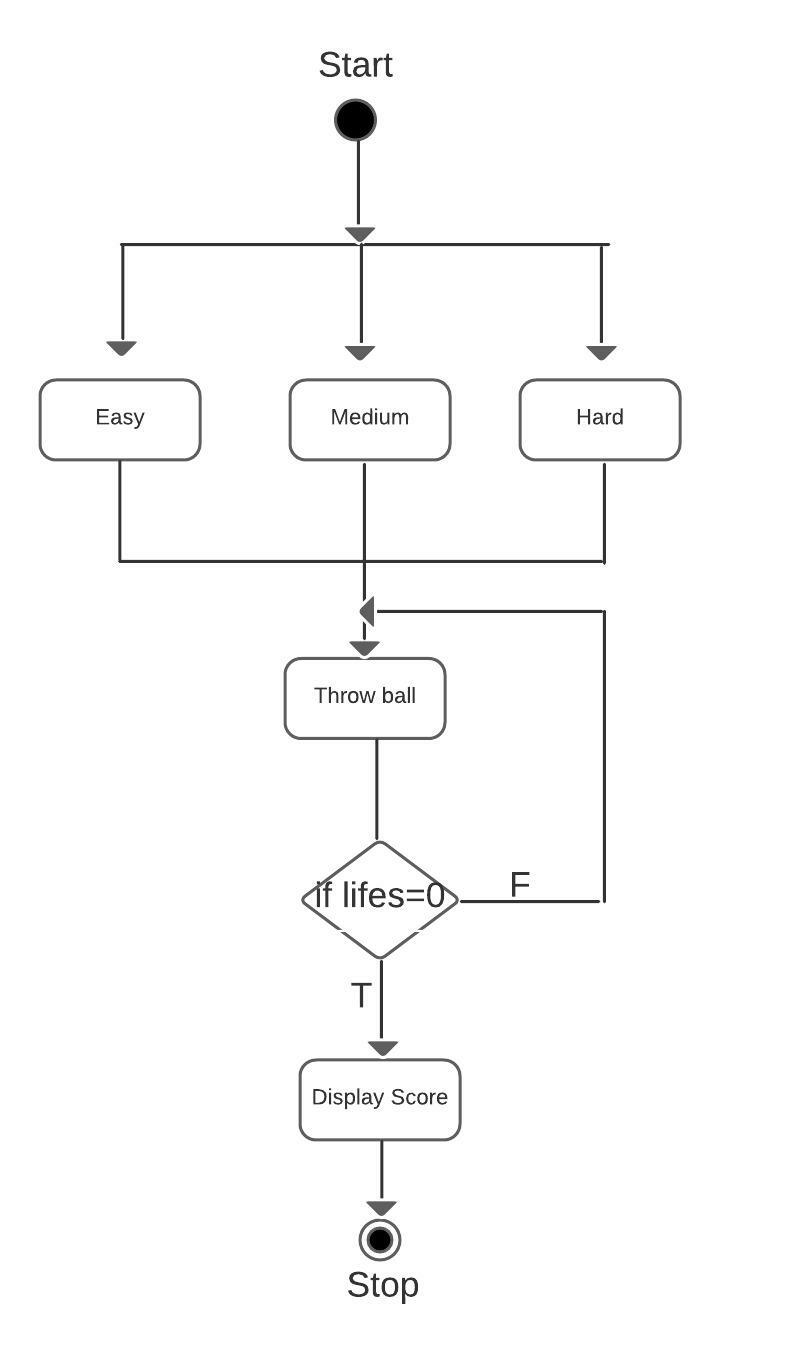 Start
Easy
Medium
Hard
Throw ball
if lifes=0
F
T
Display Score
Stop